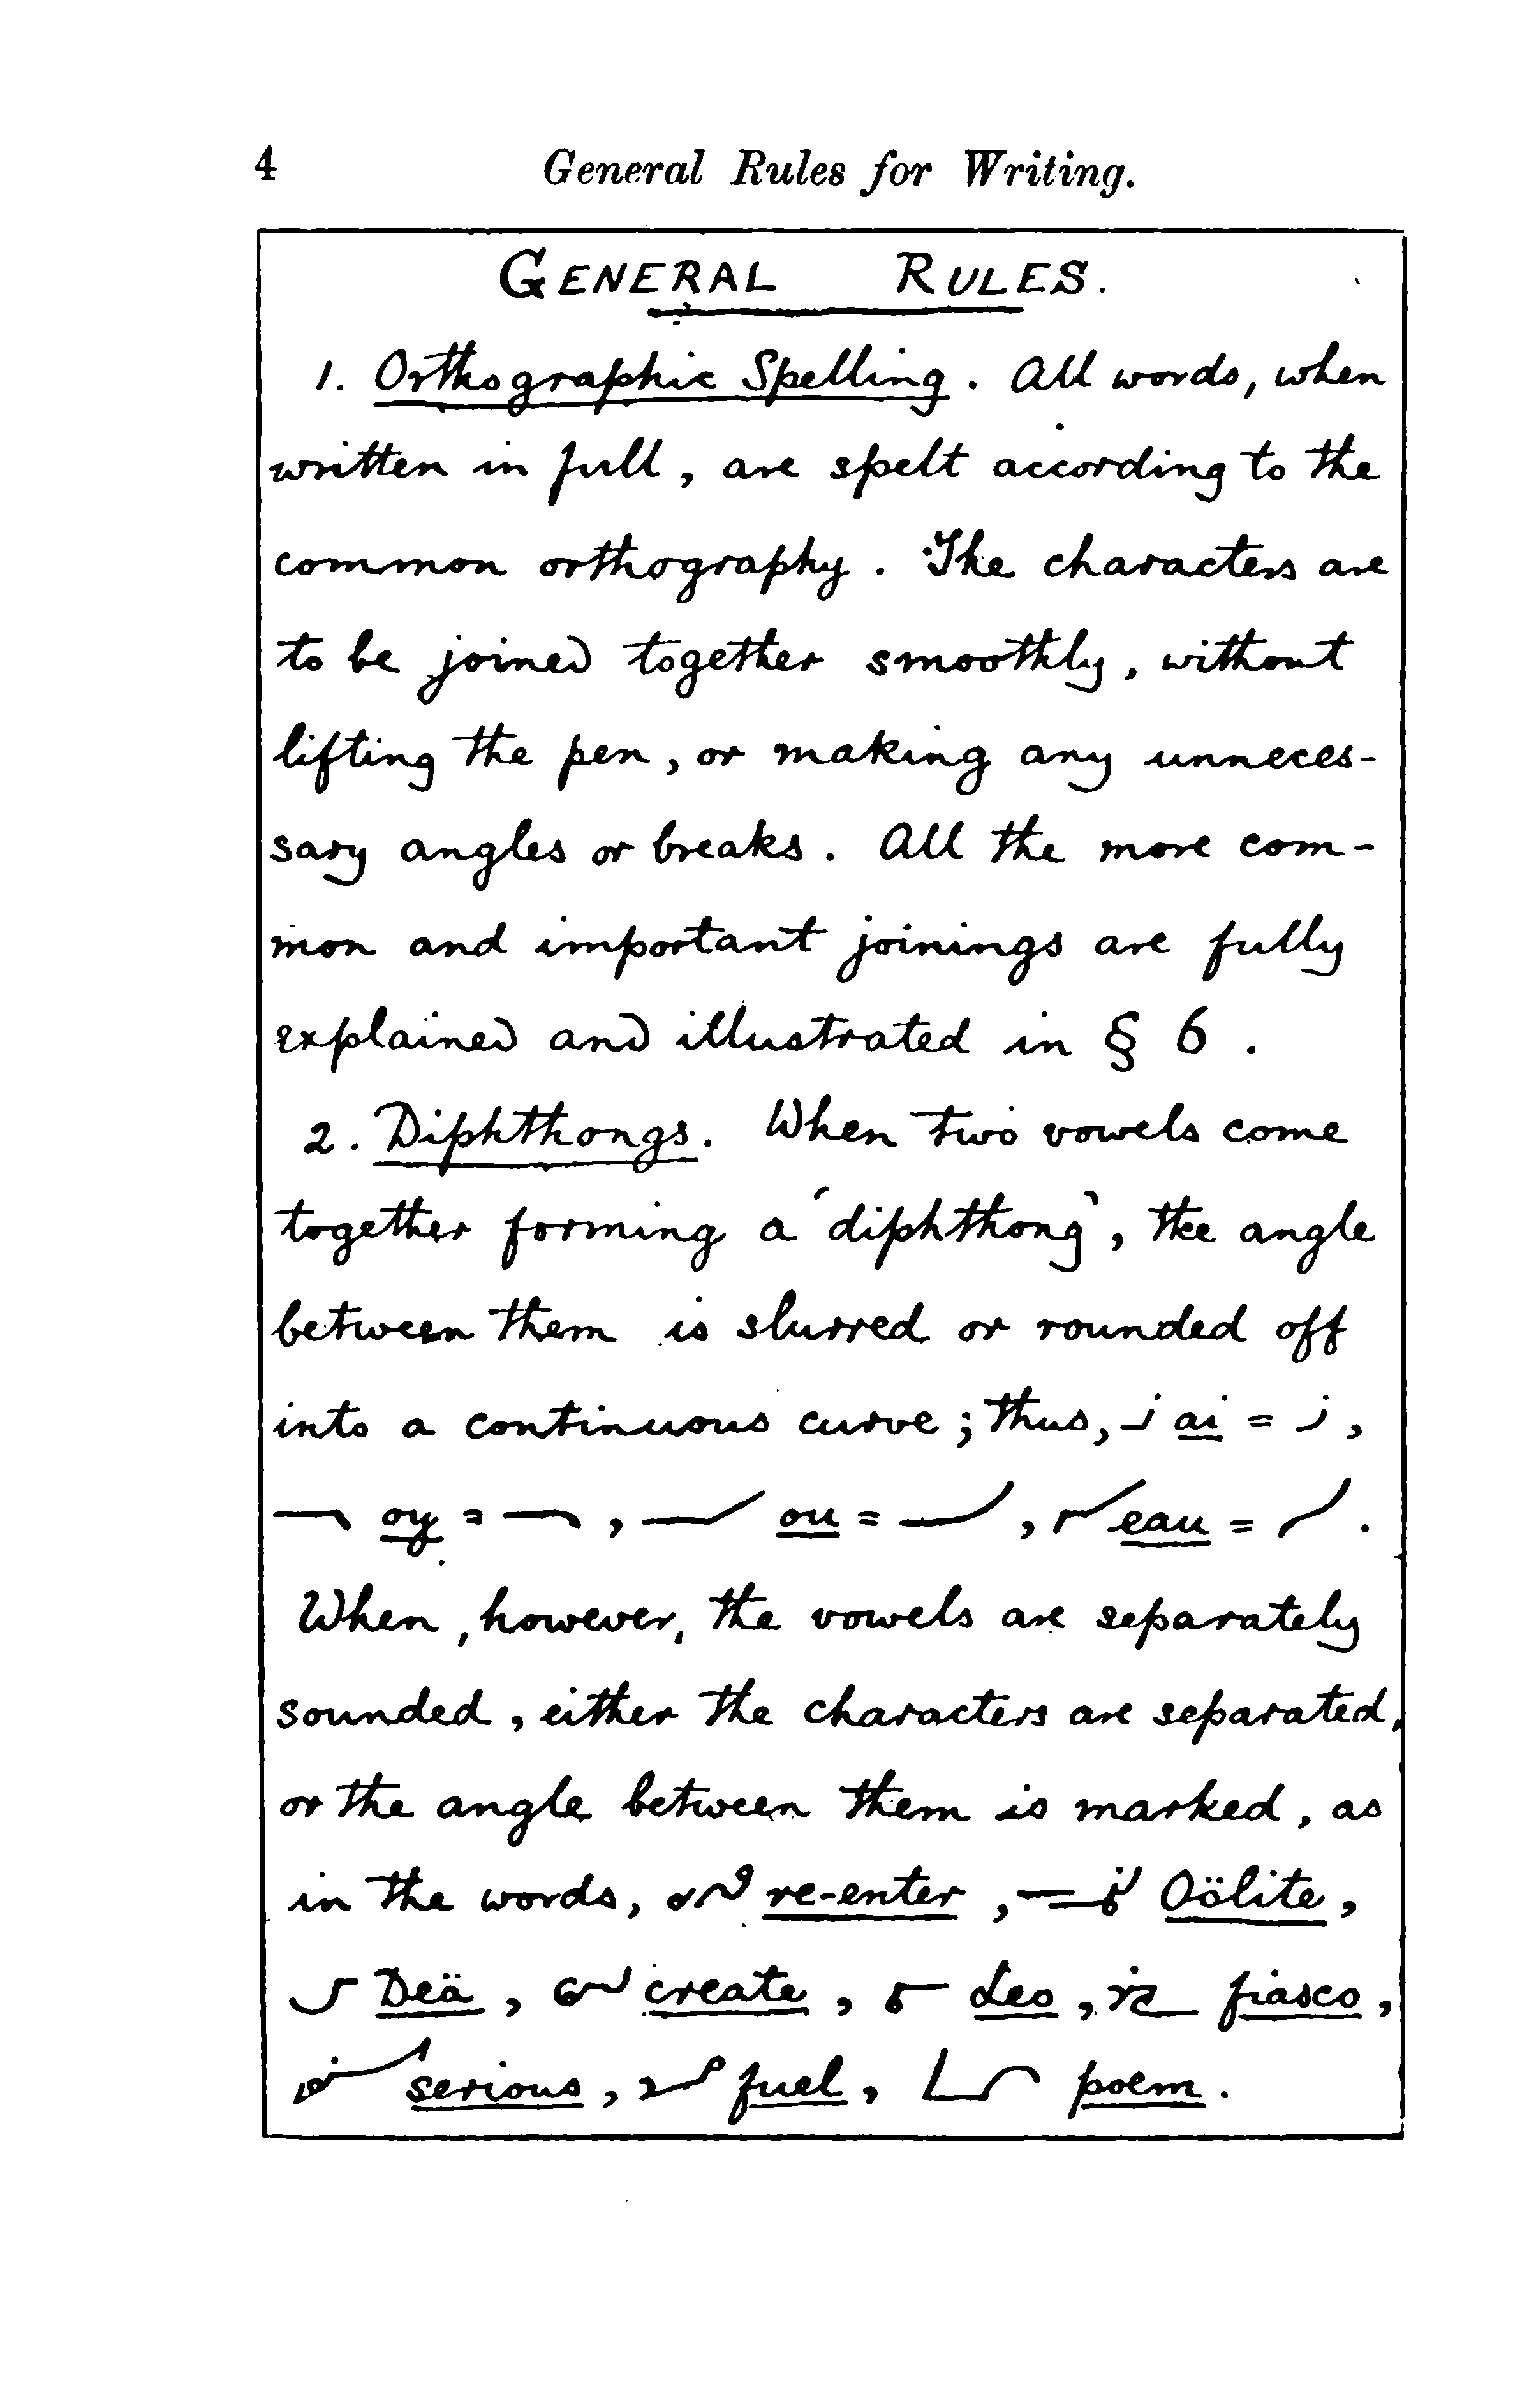 4 General Rules for Writing.
GENERAL RULES.
1. Orthographic Spelling. All words, when
written in full, are spelt according to the
common orthography. The characters are
to be joined together smoothly, without
lifting the pen, or making any unneces-
sary angles or breaks. All the more com-
mon and important joinings are fully
explained and illustrated in § 6.
2. Diphthongs. When two vowels come
together forming a 'diphthong', the angle
between them is slurred or rounded off
into a continuous curve; thus, ai = ,
oy = , ou = , eau = .
When, however, the vowels are separately
sounded, either the characters are separated,
or the angle between them is marked, as
in the words, re-enter, Oölite,
Deä, create, Leo, fiasco,
serious, fuel, poem.